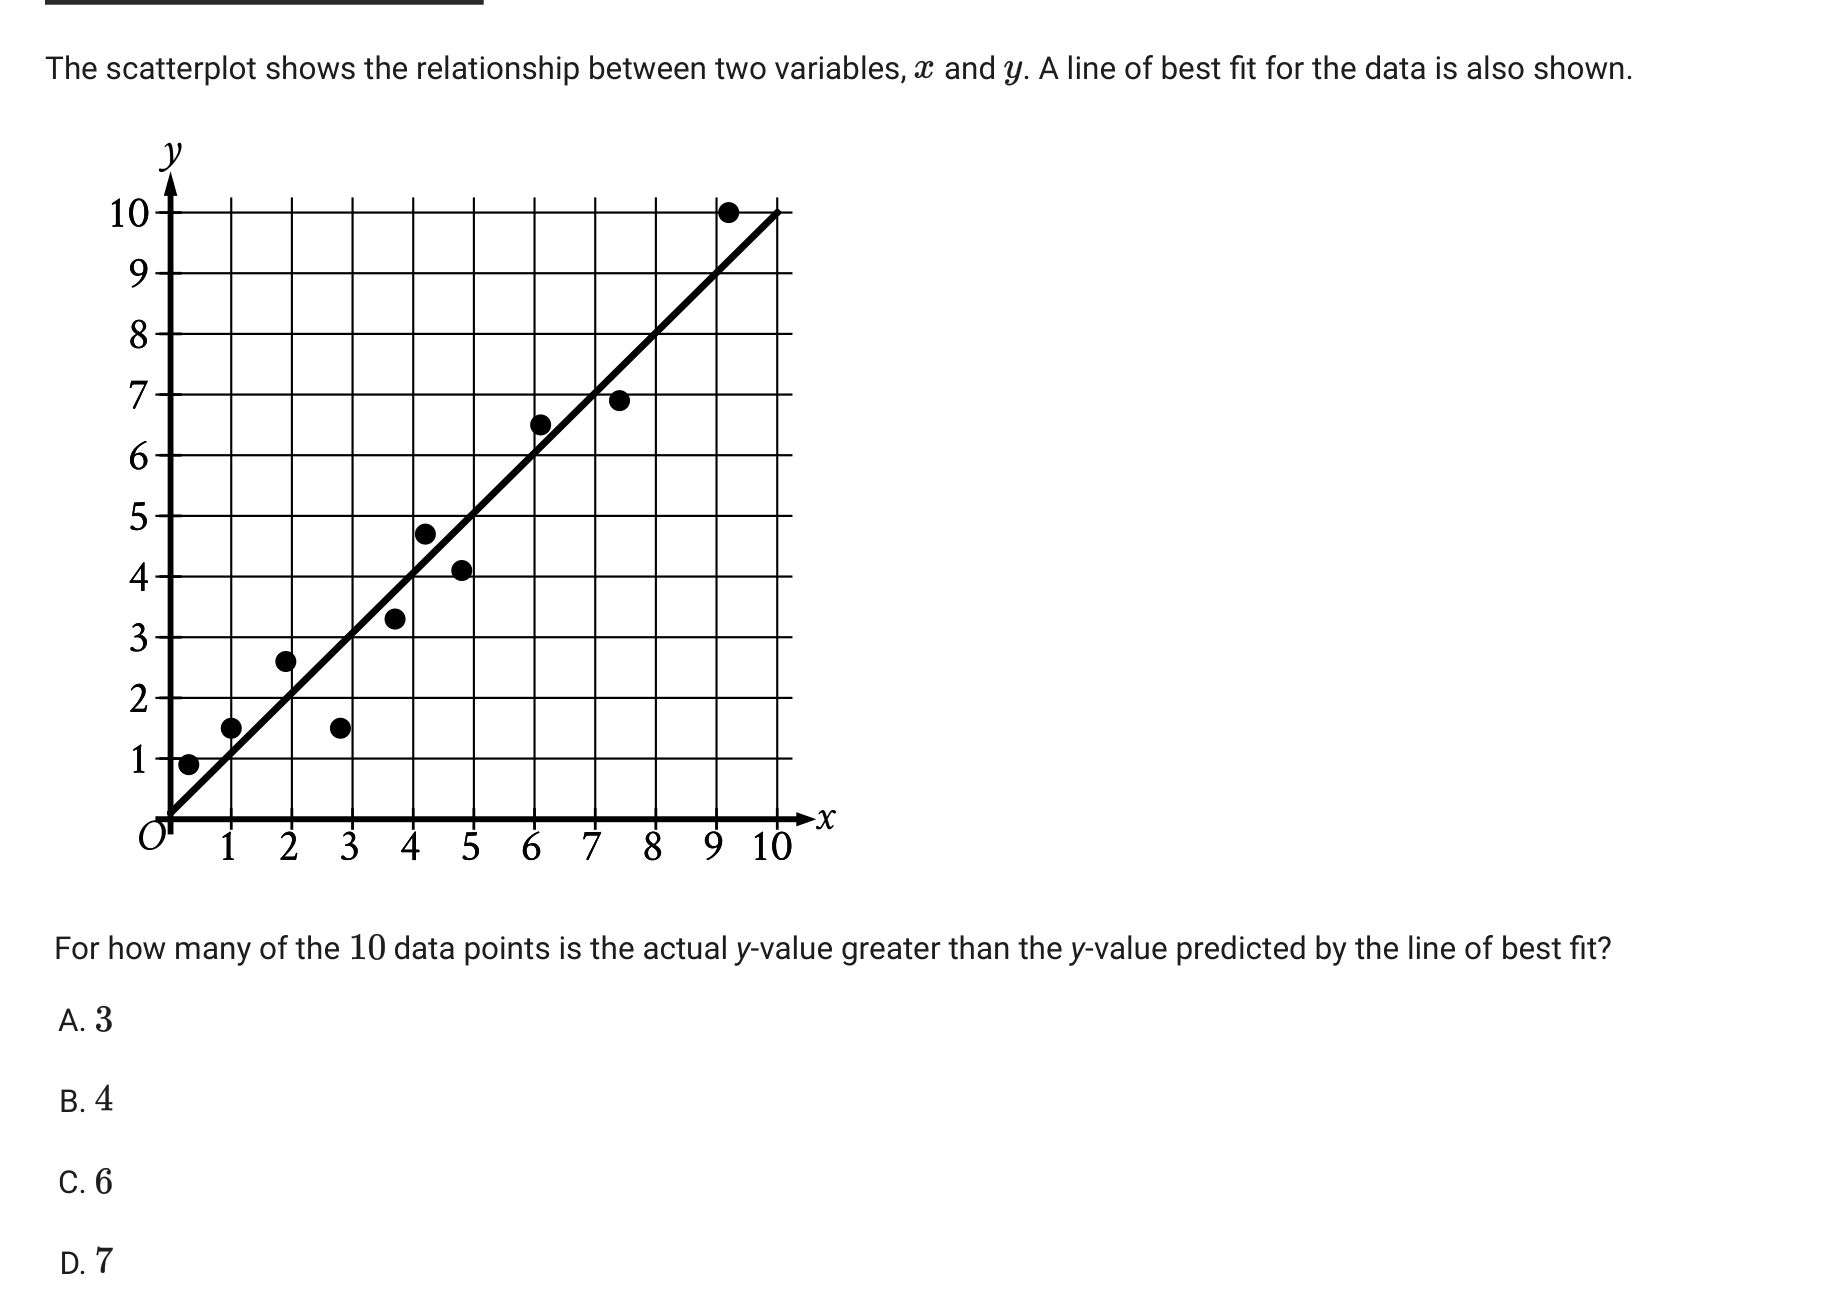 The scatterplot shows the relationship between two variables, x and y. A line of best fit for the data is also shown.
y
10
9
8
7
6
5
4
3
2
1
O 1 2 3 4 5 6 7 8 9 10 x
For how many of the 10 data points is the actual y-value greater than the y-value predicted by the line of best fit?
A. 3
B. 4
C. 6
D. 7